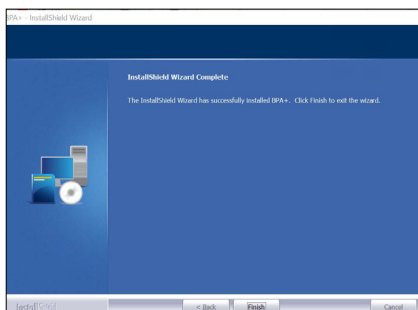 BPA+ - InstallShield Wizard
InstallShield Wizard Complete
The InstallShield Wizard has successfully installed BPA+. Click Finish to exit the wizard.
InstallShield
< Back
Finish
Cancel